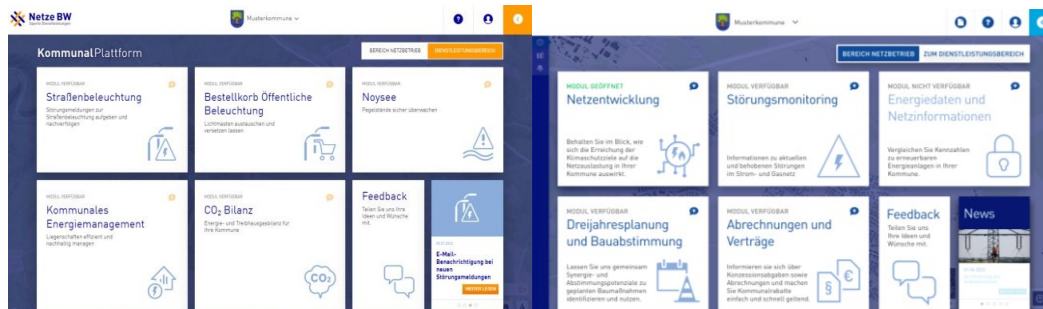 Netze BW
Musterkommune
KommunalPlattform
BEREICH NETZBETRIEB
DIENSTLEISTUNGSBEREICH
MODUL VERFÜGBAR
Straßenbeleuchtung
Störungsmeldungen zur
Straßenbeleuchtung aufgeben und
nachverfolgen
MODUL VERFÜGBAR
Bestellkorb Öffentliche
Beleuchtung
Lichtmasten austauschen und
versetzen lassen
MODUL VERFÜGBAR
Noysee
Pegelstände sicher überwachen
MODUL VERFÜGBAR
Kommunales
Energiemanagement
Liegenschaften effizient und
nachhaltig managen
MODUL VERFÜGBAR
CO₂ Bilanz
Energie- und Treibhausgasbilanz für
Ihre Kommune
CO₂
Feedback
Teilen Sie uns Ihre
Ideen und Wünsche
mit.
E-Mail-
Benachrichtigung bei
neuen
Störungsmeldungen
WEITER LESEN
Musterkommune
BEREICH NETZBETRIEB
ZUM DIENSTLEISTUNGSBEREICH
MODUL GEÖFFNET
Netzentwicklung
Behalten Sie im Blick, wie
sich die Erreichung der
Klimaschutzziele auf die
Netzauslastung in Ihrer
Kommune auswirkt.
MODUL VERFÜGBAR
Störungsmonitoring
Informationen zu aktuellen
und behobenen Störungen
im Strom- und Gasnetz
MODUL NICHT VERFÜGBAR
Energiedaten und
Netzinformationen
Vergleichen Sie Kennzahlen
zu erneuerbaren
Energieanlagen in Ihrer
Kommune.
MODUL VERFÜGBAR
Dreijahresplanung
und Bauabstimmung
Lassen Sie uns gemeinsam
Synergie- und
Abstimmungspotenziale zu
geplanten Baumaßnahmen
identifizieren und nutzen.
MODUL VERFÜGBAR
Abrechnungen und
Verträge
Informieren sie sich über
Konzessionsabgaben sowie
Abrechnungen und machen
Sie Kommunalrabatte
einfach und schnell geltend.
§ €
Feedback
Teilen Sie uns
Ihre Ideen und
Wünsche mit.
News